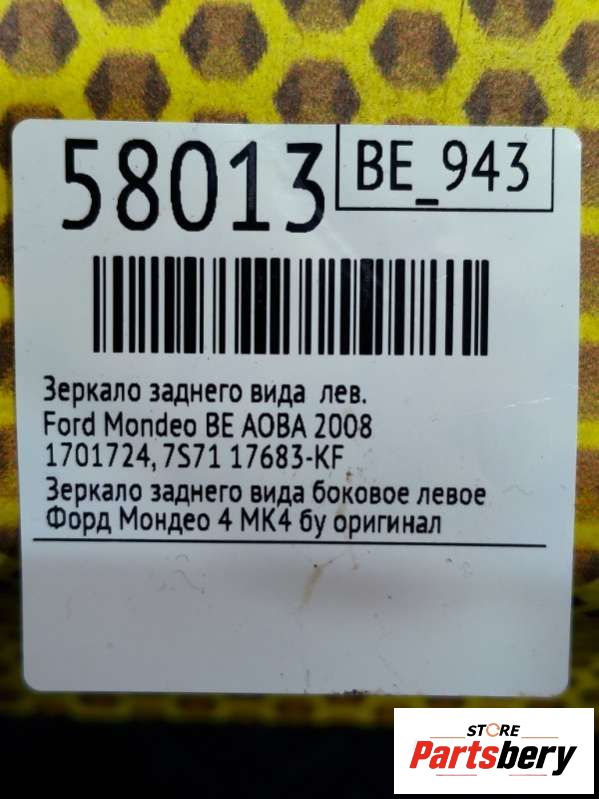 58013
BE_943
Зеркало заднего вида лев.
Ford Mondeo BE AOBA 2008
1701724, 7S71 17683-KF
Зеркало заднего вида боковое левое
Форд Мондео 4 МК4 бу оригинал
STORE
Partsbery